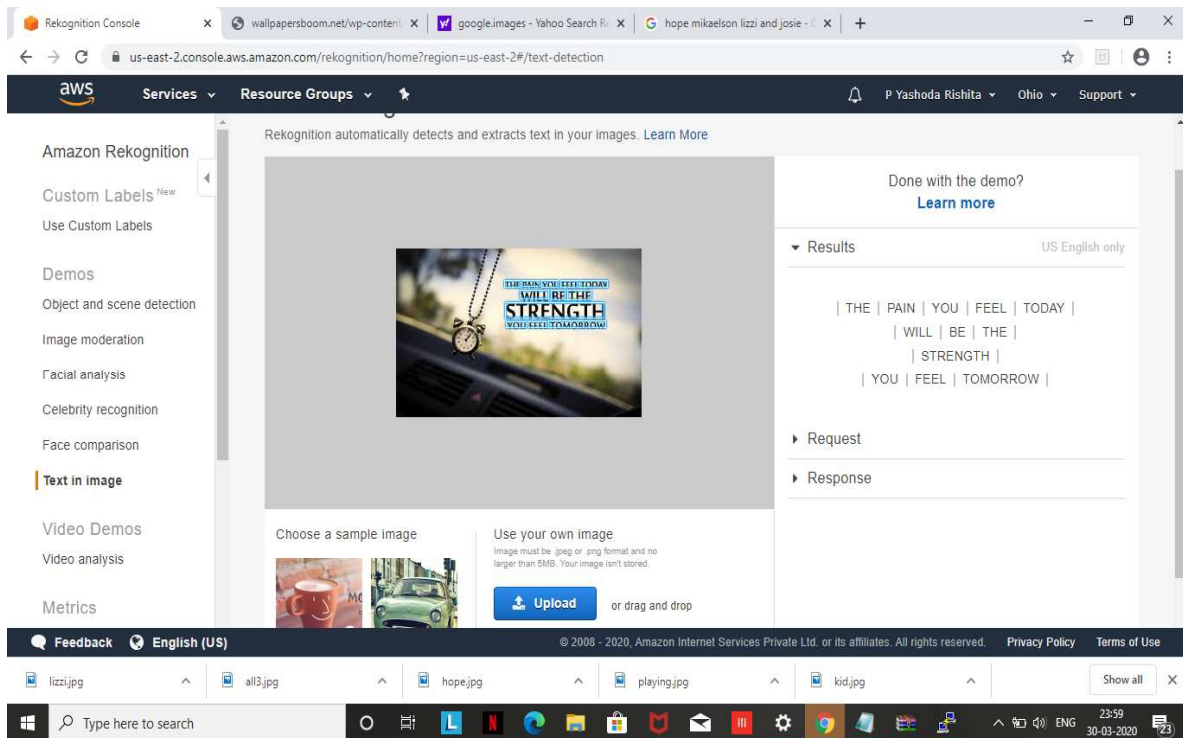 Rekognition Console
wallpapersboom.net/wp-content
google.images - Yahoo Search R
hope mikaelson lizzi and josie -
us-east-2.console.aws.amazon.com/rekognition/home?region=us-east-2#/text-detection
aws Services Resource Groups P Yashoda Rishita Ohio Support
Amazon Rekognition
Custom Labels New
Use Custom Labels
Demos
Object and scene detection
Image moderation
Facial analysis
Celebrity recognition
Face comparison
Text in image
Video Demos
Video analysis
Metrics
Rekognition automatically detects and extracts text in your images. Learn More
THE PAIN YOU FEEL TODAY
WILL BE THE
STRENGTH
YOU FEEL TOMORROW
Choose a sample image
Use your own image
Image must be .jpeg or .png format and no
larger than 5MB. Your image isn't stored.
Upload or drag and drop
Done with the demo?
Learn more
Results US English only
| THE | PAIN | YOU | FEEL | TODAY |
| WILL | BE | THE |
| STRENGTH |
| YOU | FEEL | TOMORROW |
Request
Response
Feedback English (US) © 2008 - 2020, Amazon Internet Services Private Ltd. or its affiliates. All rights reserved. Privacy Policy Terms of Use
lizzi.jpg all3.jpg hope.jpg playing.jpg kid.jpg Show all
Type here to search L N ENG 23:59
30-03-2020 23